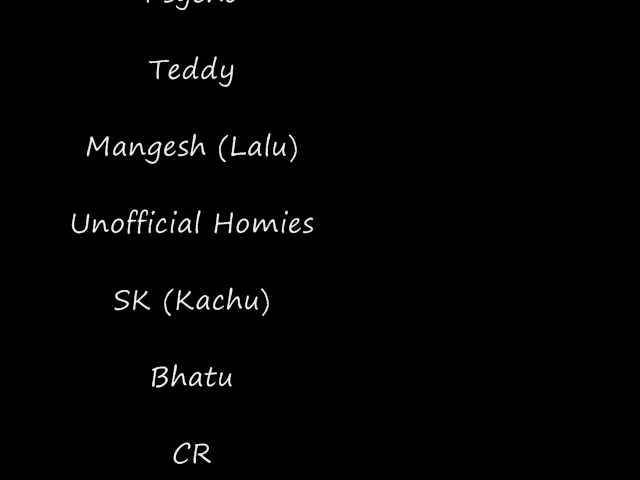 Teddy
Mangesh (Lalu)
Unofficial Homies
SK (Kachu)
Bhatu
CR